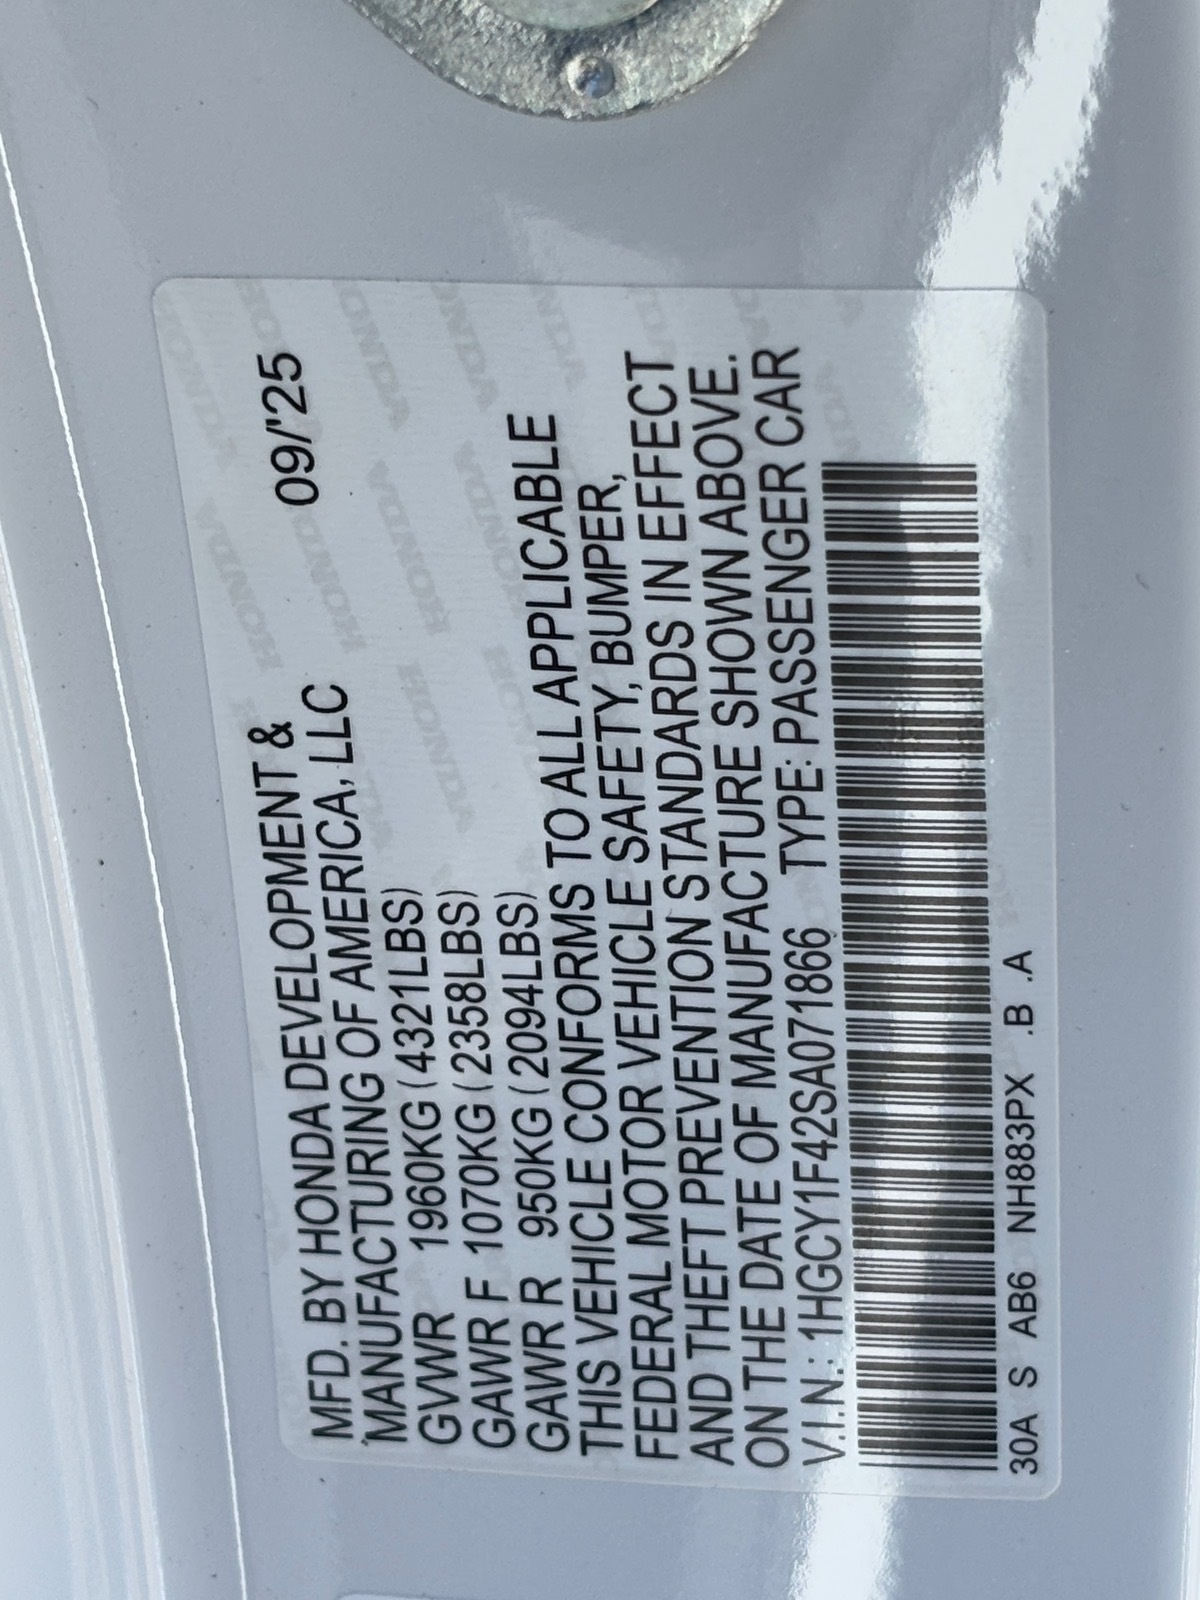 MFD. BY HONDA DEVELOPMENT & 09/'25
MANUFACTURING OF AMERICA, LLC
GVWR 1960KG (4321LBS)
GAWR F 1070KG (2358LBS)
GAWR R 950KG (2094LBS)
THIS VEHICLE CONFORMS TO ALL APPLICABLE
FEDERAL MOTOR VEHICLE SAFETY, BUMPER,
AND THEFT PREVENTION STANDARDS IN EFFECT
ON THE DATE OF MANUFACTURE SHOWN ABOVE.
V.I.N.: 1HGCY1F42SA071866 TYPE: PASSENGER CAR
30A S AB6 NH883PX .B .A